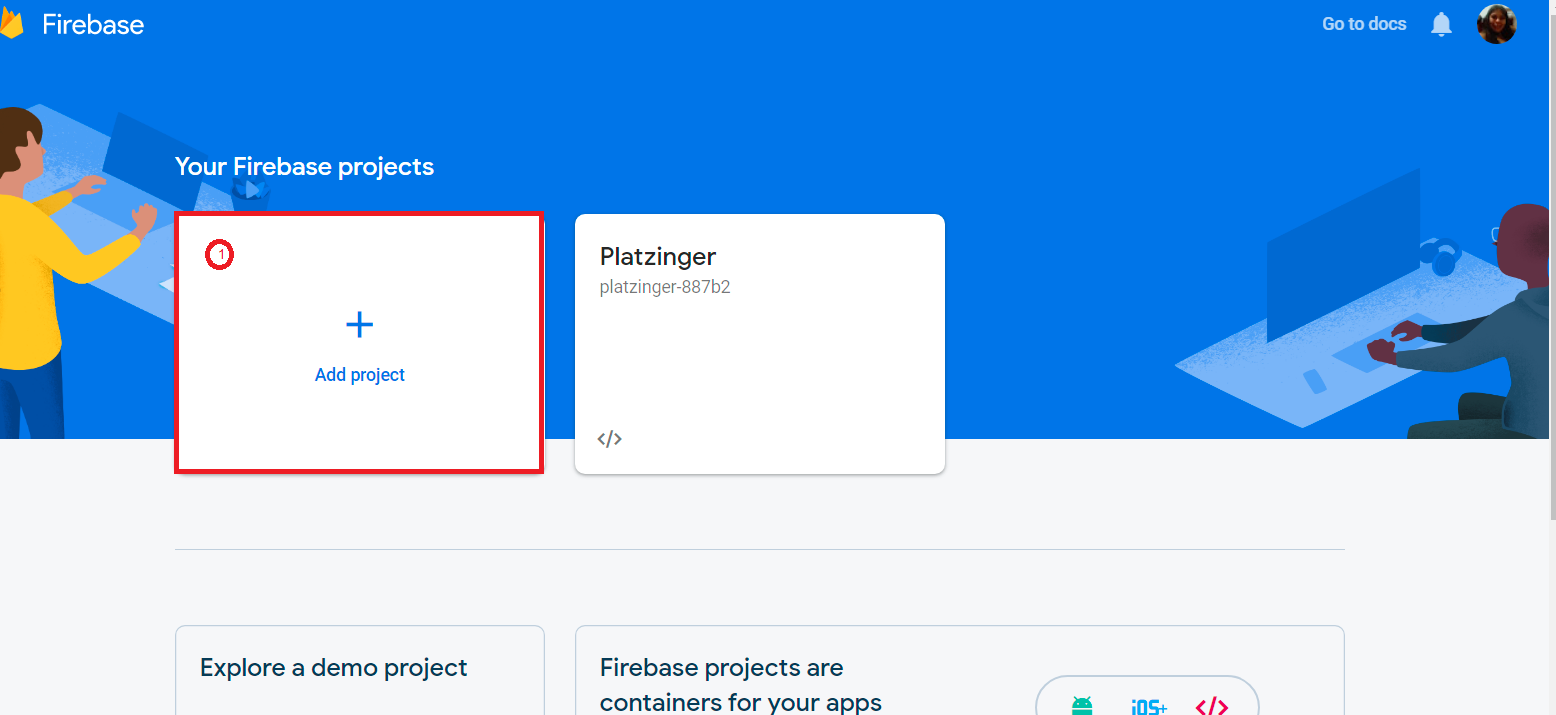 Firebase
Go to docs
Your Firebase projects
1
Add project
Platzinger
platzinger-887b2
</>
Explore a demo project
Firebase projects are
containers for your apps
iOS+
</>